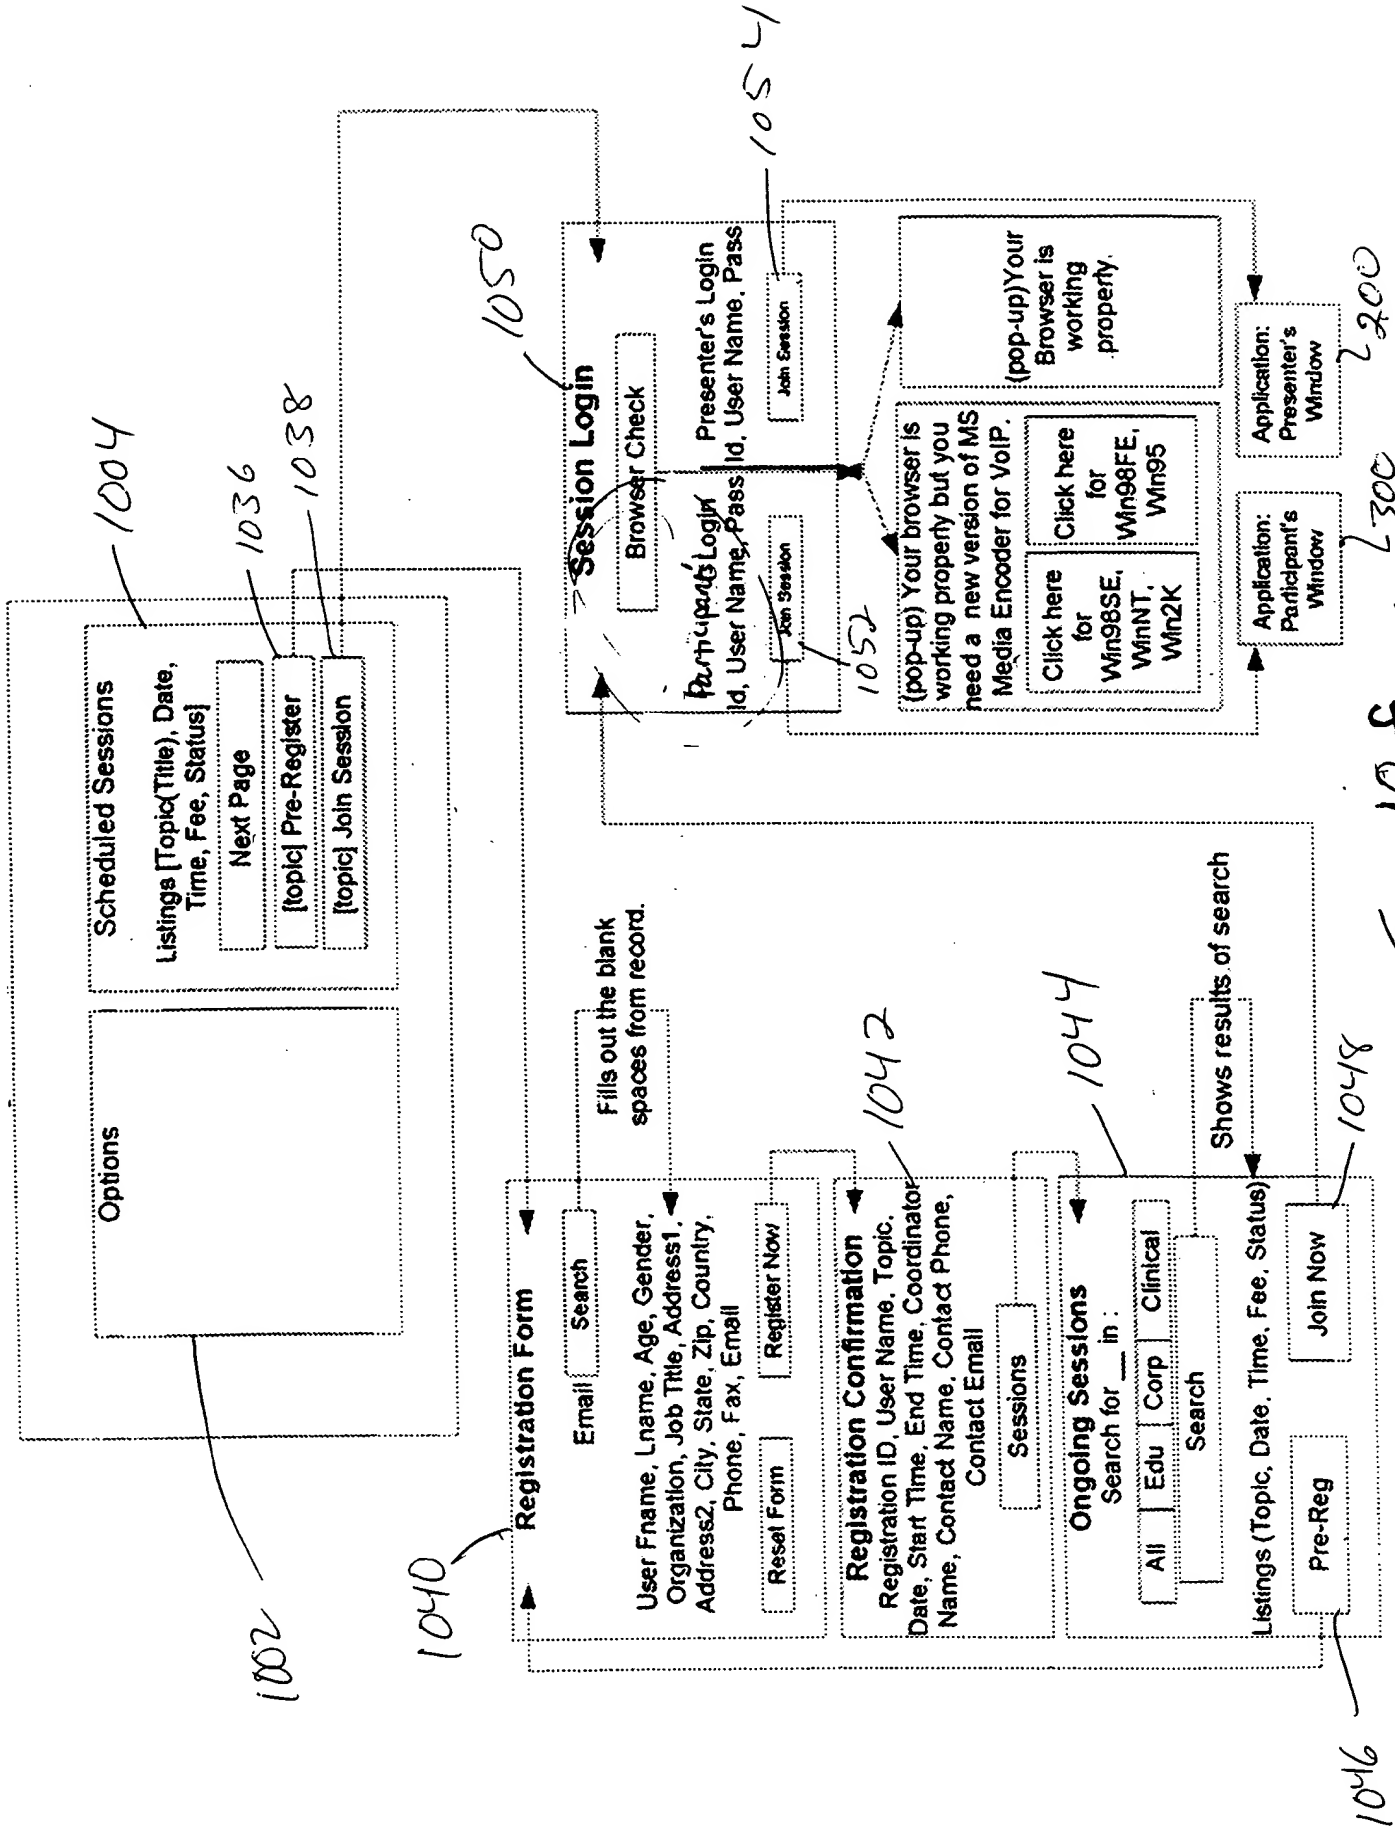 1002
Options
1004
Scheduled Sessions
Listings [Topic(Title), Date,
Time, Fee, Status]
Next Page
[topic] Pre-Register
1036
[topic] Join Session
1038
1040
Registration Form
Email
Search
Fills out the blank
spaces from record.
User Fname, Lname, Age, Gender,
Organization, Job Title, Address1,
Address2, City, State, Zip, Country,
Phone, Fax, Email
Reset Form
Register Now
1042
Registration Confirmation
Registration ID, User Name, Topic.
Date, Start Time, End Time, Coordinator
Name, Contact Name, Contact Phone,
Contact Email
Sessions
1044
Ongoing Sessions
Search for __ in :
All
Edu
Corp
Clinical
Search
Shows results of search
Listings (Topic, Date, Time, Fee, Status)
Pre-Reg
Join Now
1046
1048
1050
Session Login
Browser Check
Participants Login
Id, User Name, Pass
Join Session
1052
Presenter's Login
Id, User Name, Pass
Join Session
1054
(pop-up) Your browser is
working properly but you
need a new version of MS
Media Encoder for VoIP.
Click here
for
Win98SE,
WinNT,
Win2K
Click here
for
Win98FE,
Win95
(pop-up)Your
Browser is
working
properly.
Application:
Participant's
Window
300
Application:
Presenter's
Window
200